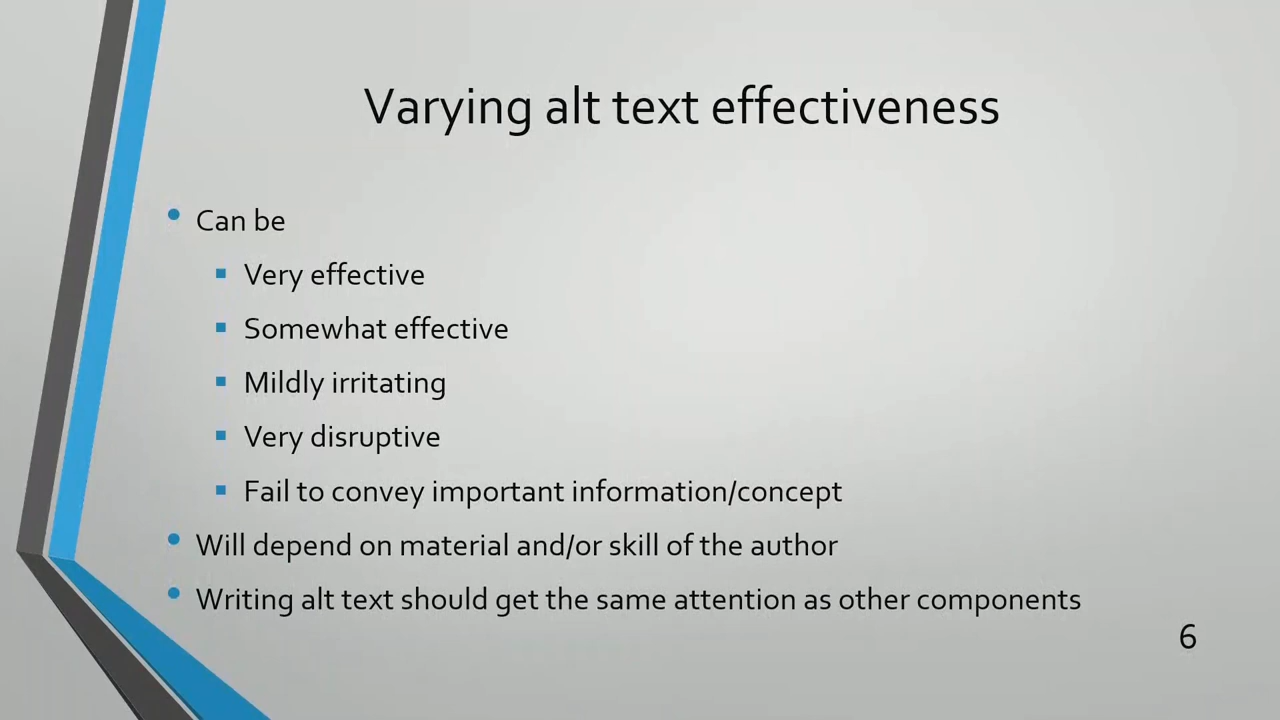 Varying alt text effectiveness
• Can be
▪ Very effective
▪ Somewhat effective
▪ Mildly irritating
▪ Very disruptive
▪ Fail to convey important information/concept
• Will depend on material and/or skill of the author
• Writing alt text should get the same attention as other components
6